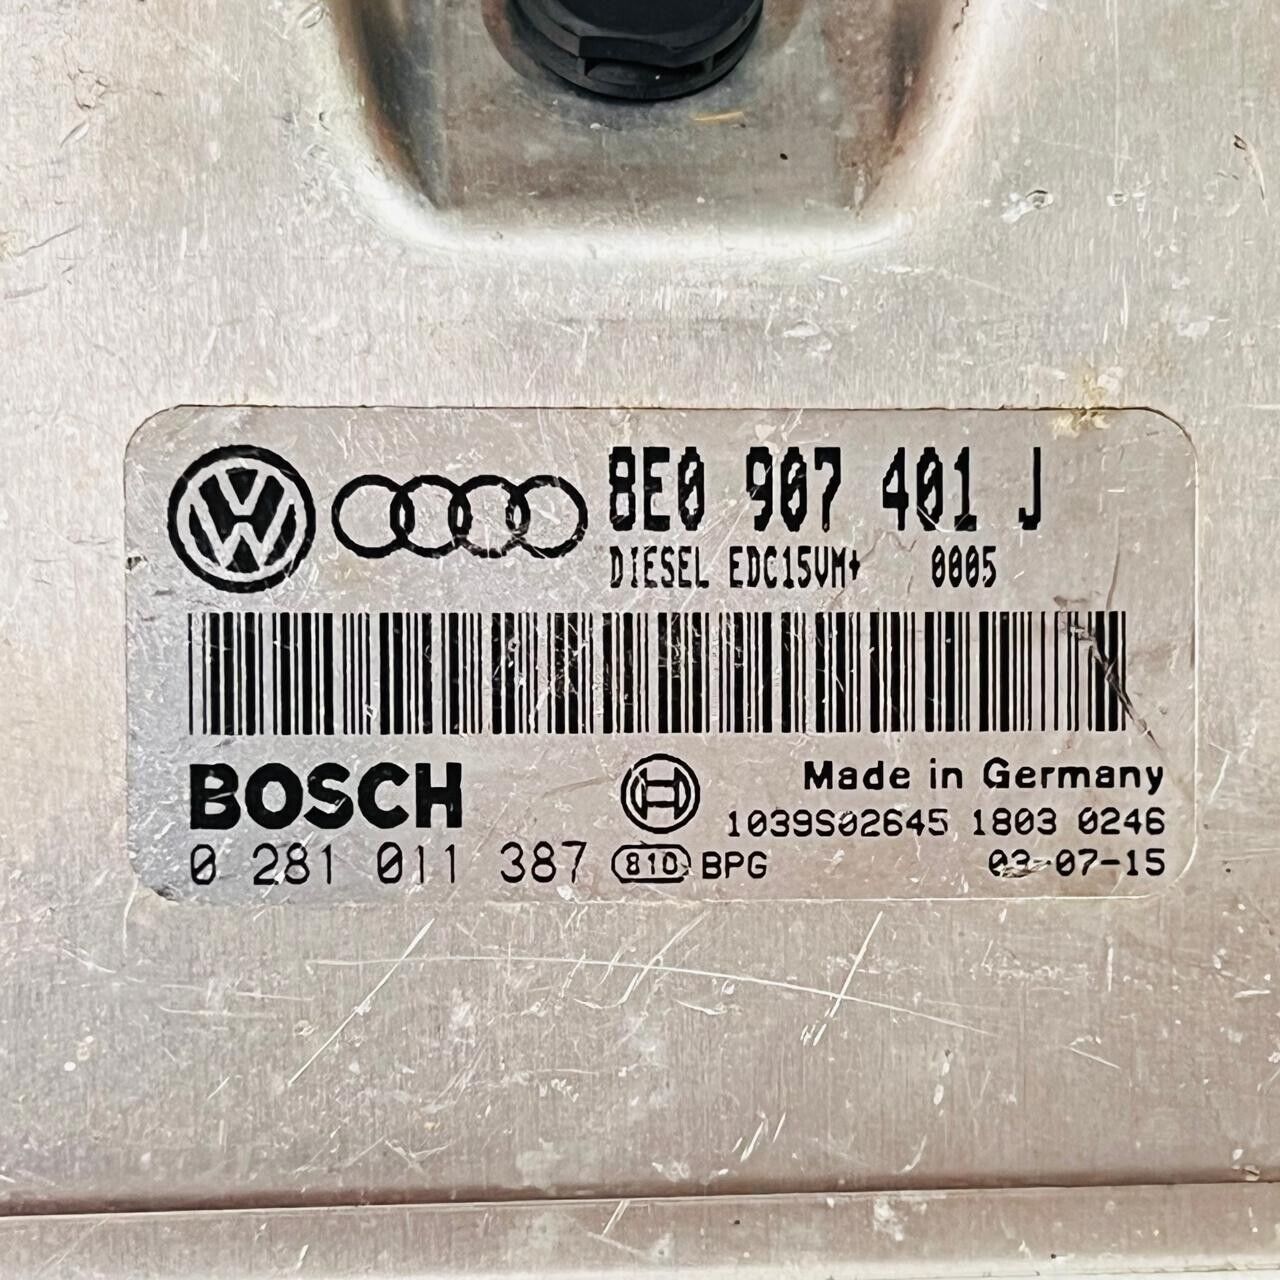 8E0 907 401 J
DIESEL EDC15VM+ 0005
BOSCH
Made in Germany
1039S02645 1803 0246
0 281 011 387 810 BPG 03-07-15